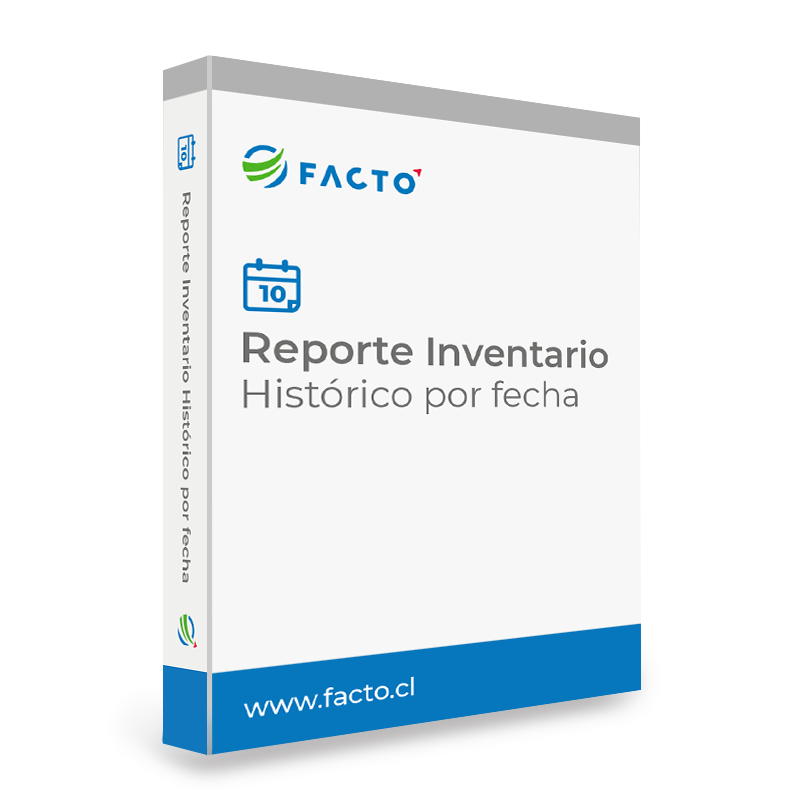 FACTO
10
Reporte Inventario
Histórico por fecha
www.facto.cl
10
Reporte Inventario Histórico por fecha